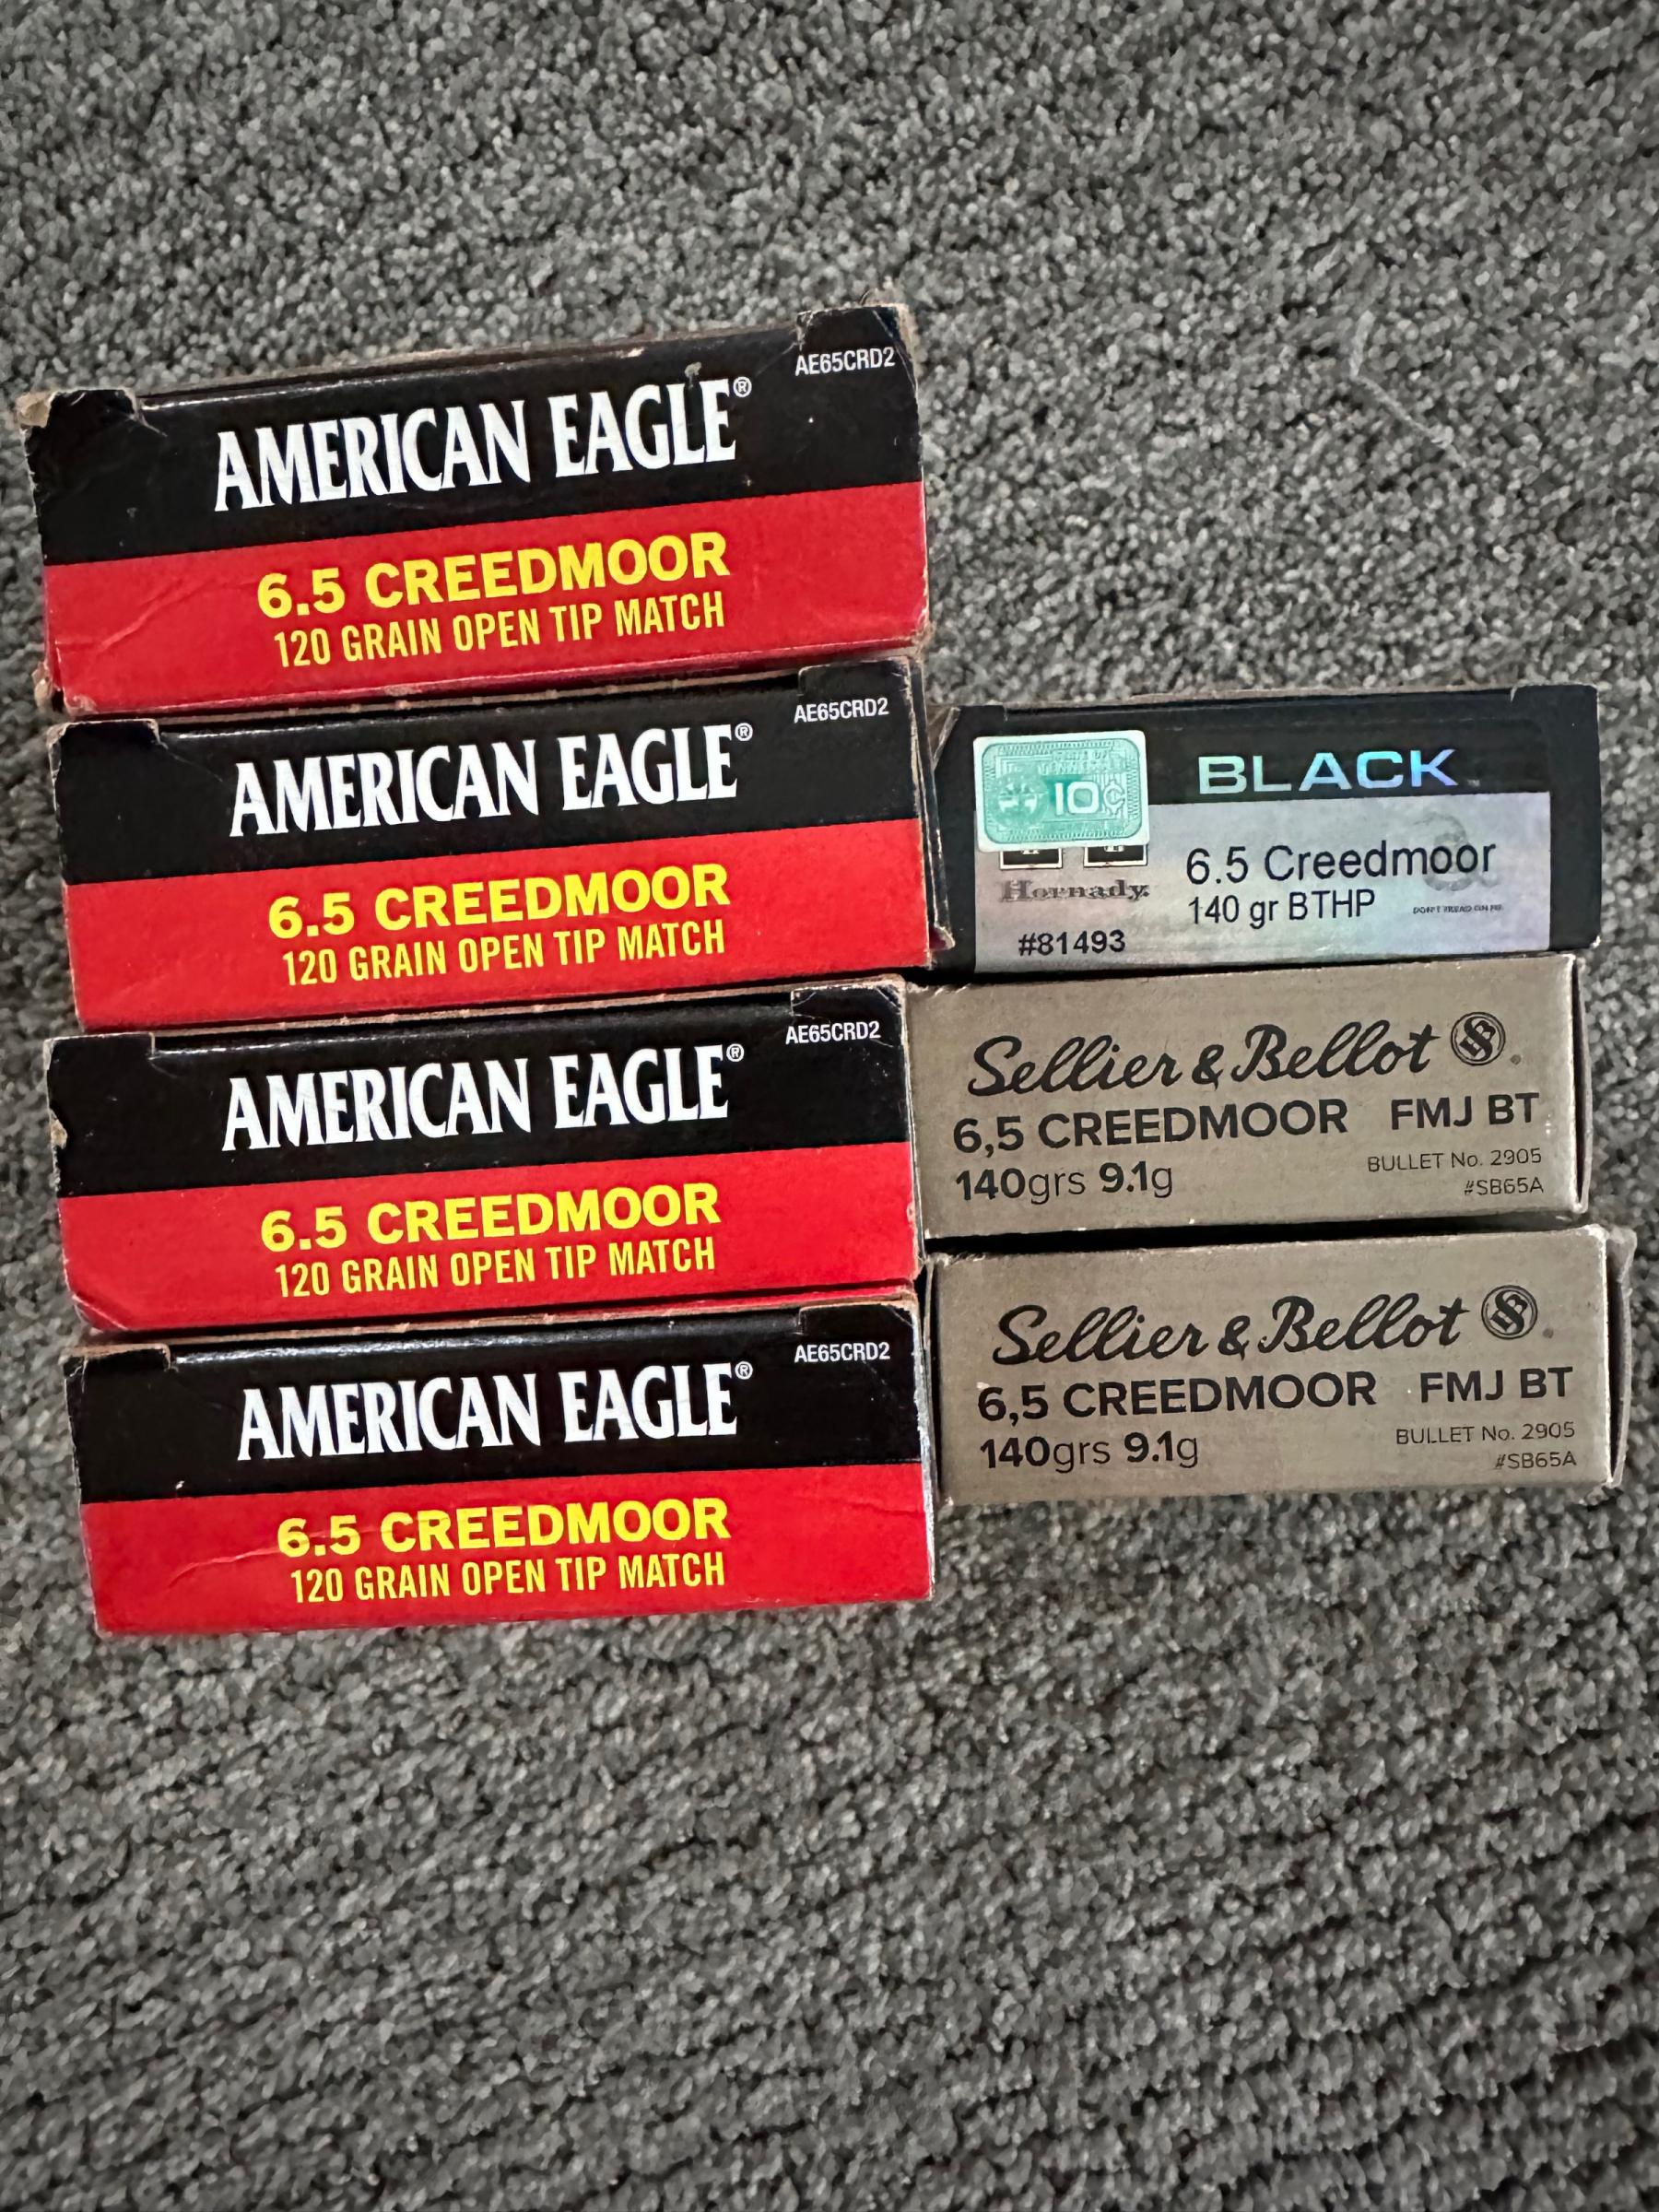 AE65CRD2
AMERICAN EAGLE®
6.5 CREEDMOOR
120 GRAIN OPEN TIP MATCH
AE65CRD2
AMERICAN EAGLE®
6.5 CREEDMOOR
120 GRAIN OPEN TIP MATCH
AE65CRD2
AMERICAN EAGLE®
6.5 CREEDMOOR
120 GRAIN OPEN TIP MATCH
AE65CRD2
AMERICAN EAGLE®
6.5 CREEDMOOR
120 GRAIN OPEN TIP MATCH
10¢
BLACK
Hornady.
6.5 Creedmoor
140 gr BTHP
DON'T TREAD ON ME
#81493
Sellier & Bellot
6,5 CREEDMOOR FMJ BT
140grs 9.1g
BULLET No. 2905
#SB65A
Sellier & Bellot
6,5 CREEDMOOR FMJ BT
140grs 9.1g
BULLET No. 2905
#SB65A